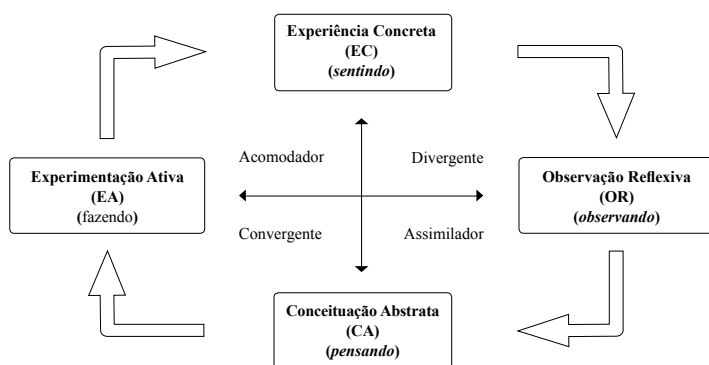 Experiência Concreta
(EC)
(sentindo)
Acomodador
Divergente
Experimentação Ativa
(EA)
(fazendo)
Observação Reflexiva
(OR)
(observando)
Convergente
Assimilador
Conceituação Abstrata
(CA)
(pensando)